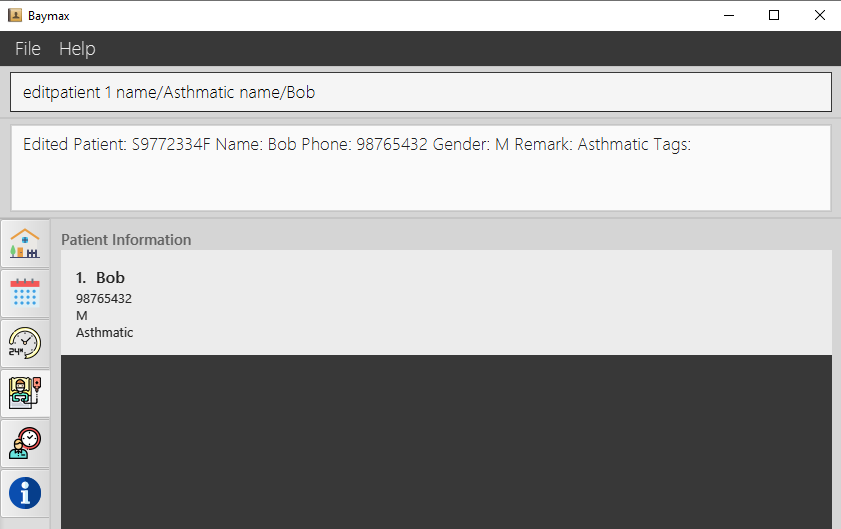 Baymax
File Help
editpatient 1 name/Asthmatic name/Bob
Edited Patient: S9772334F Name: Bob Phone: 98765432 Gender: M Remark: Asthmatic Tags:
Patient Information
1. Bob
98765432
M
Asthmatic
24H